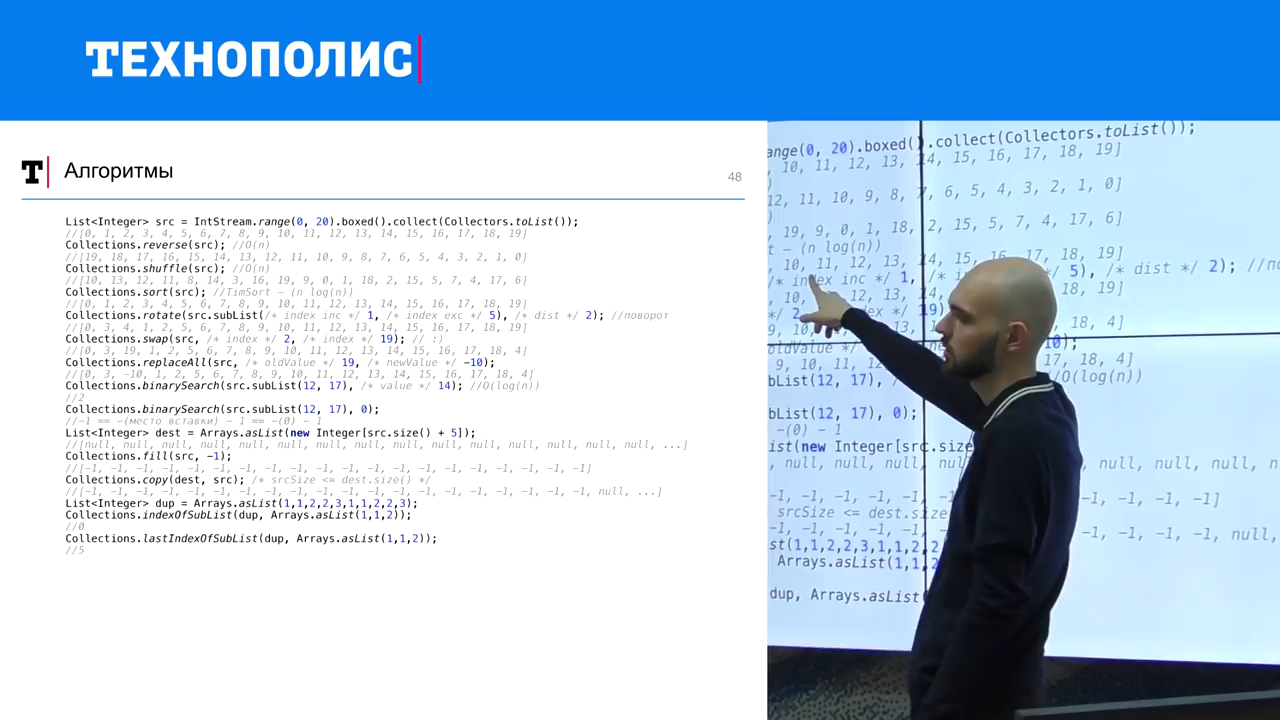 ТЕХНОПОЛИС
T Алгоритмы
48
List<Integer> src = IntStream.range(0, 20).boxed().collect(Collectors.toList());
//[0, 1, 2, 3, 4, 5, 6, 7, 8, 9, 10, 11, 12, 13, 14, 15, 16, 17, 18, 19]
Collections.reverse(src); //O(n)
//[19, 18, 17, 16, 15, 14, 13, 12, 11, 10, 9, 8, 7, 6, 5, 4, 3, 2, 1, 0]
Collections.shuffle(src); //O(n)
//[10, 13, 12, 11, 8, 14, 3, 16, 19, 9, 0, 1, 18, 2, 15, 5, 7, 4, 17, 6]
Collections.sort(src); //TimSort – (n log(n))
//[0, 1, 2, 3, 4, 5, 6, 7, 8, 9, 10, 11, 12, 13, 14, 15, 16, 17, 18, 19]
Collections.rotate(src.subList(/* index inc */ 1, /* index exc */ 5), /* dist */ 2); //поворот
//[0, 3, 4, 1, 2, 5, 6, 7, 8, 9, 10, 11, 12, 13, 14, 15, 16, 17, 18, 19]
Collections.swap(src, /* index */ 2, /* index */ 19); // :)
//[0, 3, 19, 1, 2, 5, 6, 7, 8, 9, 10, 11, 12, 13, 14, 15, 16, 17, 18, 4]
Collections.replaceAll(src, /* oldValue */ 19, /* newValue */ –10);
//[0, 3, –10, 1, 2, 5, 6, 7, 8, 9, 10, 11, 12, 13, 14, 15, 16, 17, 18, 4]
Collections.binarySearch(src.subList(12, 17), /* value */ 14); //O(log(n))
//2
Collections.binarySearch(src.subList(12, 17), 0);
//–1 == –(место вставки) – 1 == –(0) – 1
List<Integer> dest = Arrays.asList(new Integer[src.size() + 5]);
//[null, null, null, null, null, null, null, null, null, null, null, null, null, null, null, ...]
Collections.fill(src, –1);
//[–1, –1, –1, –1, –1, –1, –1, –1, –1, –1, –1, –1, –1, –1, –1, –1, –1, –1, –1, –1]
Collections.copy(dest, src); /* srcSize <= dest.size() */
//[–1, –1, –1, –1, –1, –1, –1, –1, –1, –1, –1, –1, –1, –1, –1, –1, –1, –1, –1, –1, null, ...]
List<Integer> dup = Arrays.asList(1,1,2,2,3,1,1,2,2,3);
Collections.indexOfSubList(dup, Arrays.asList(1,1,2));
//0
Collections.lastIndexOfSubList(dup, Arrays.asList(1,1,2));
//5